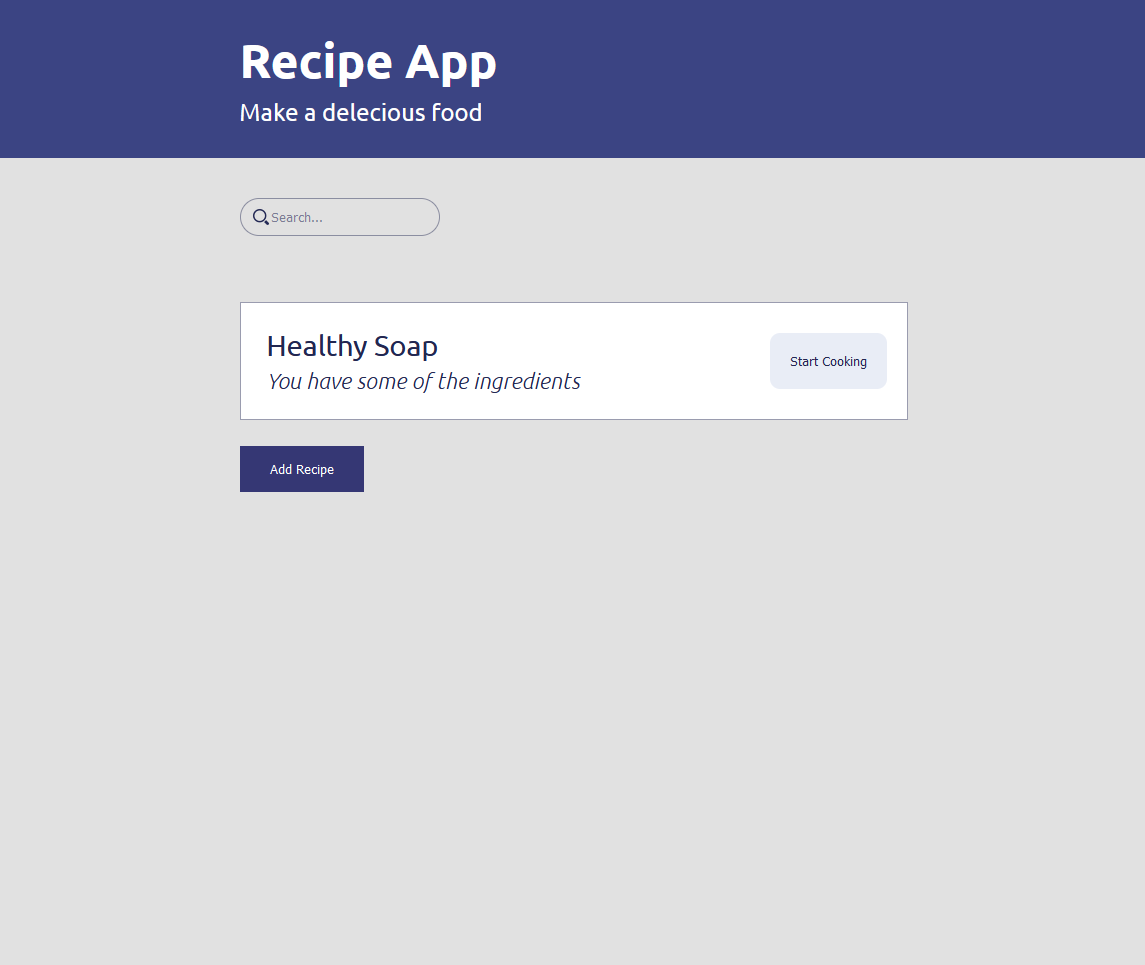 Recipe App
Make a delecious food
Search...
Healthy Soap
You have some of the ingredients
Start Cooking
Add Recipe